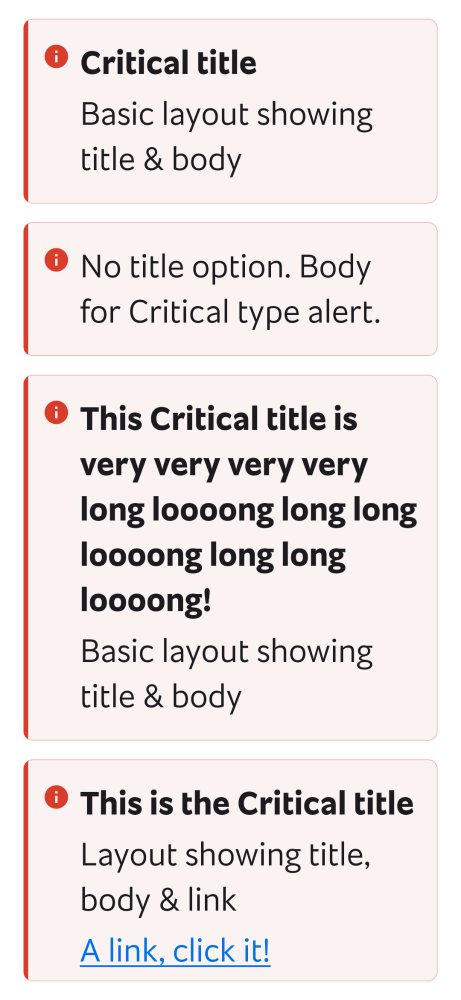 Critical title
Basic layout showing
title & body
No title option. Body
for Critical type alert.
This Critical title is
very very very very
long loooong long long
loooong long long
loooong!
Basic layout showing
title & body
This is the Critical title
Layout showing title,
body & link
A link, click it!